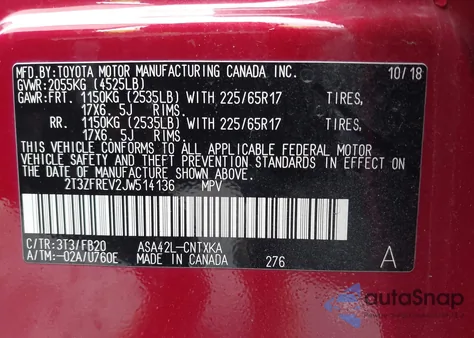 MFD.BY:TOYOTA MOTOR MANUFACTURING CANADA INC. 10/18
GVWR:2055KG (4525LB)
GAWR:FRT. 1150KG (2535LB) WITH 225/65R17 TIRES,
17X6. 5J RIMS.
RR. 1150KG (2535LB) WITH 225/65R17 TIRES,
17X6. 5J RIMS.
THIS VEHICLE CONFORMS TO ALL APPLICABLE FEDERAL MOTOR
VEHICLE SAFETY AND THEFT PREVENTION STANDARDS IN EFFECT
ON THE DATE OF MANUFACTURE SHOWN ABOVE.
2T3ZFREV2JW514136 MPV
C/TR:3T3/FB20 ASA42L-CNTXKA
A/TM:-02A/U760E MADE IN CANADA 276 A
autoSnap